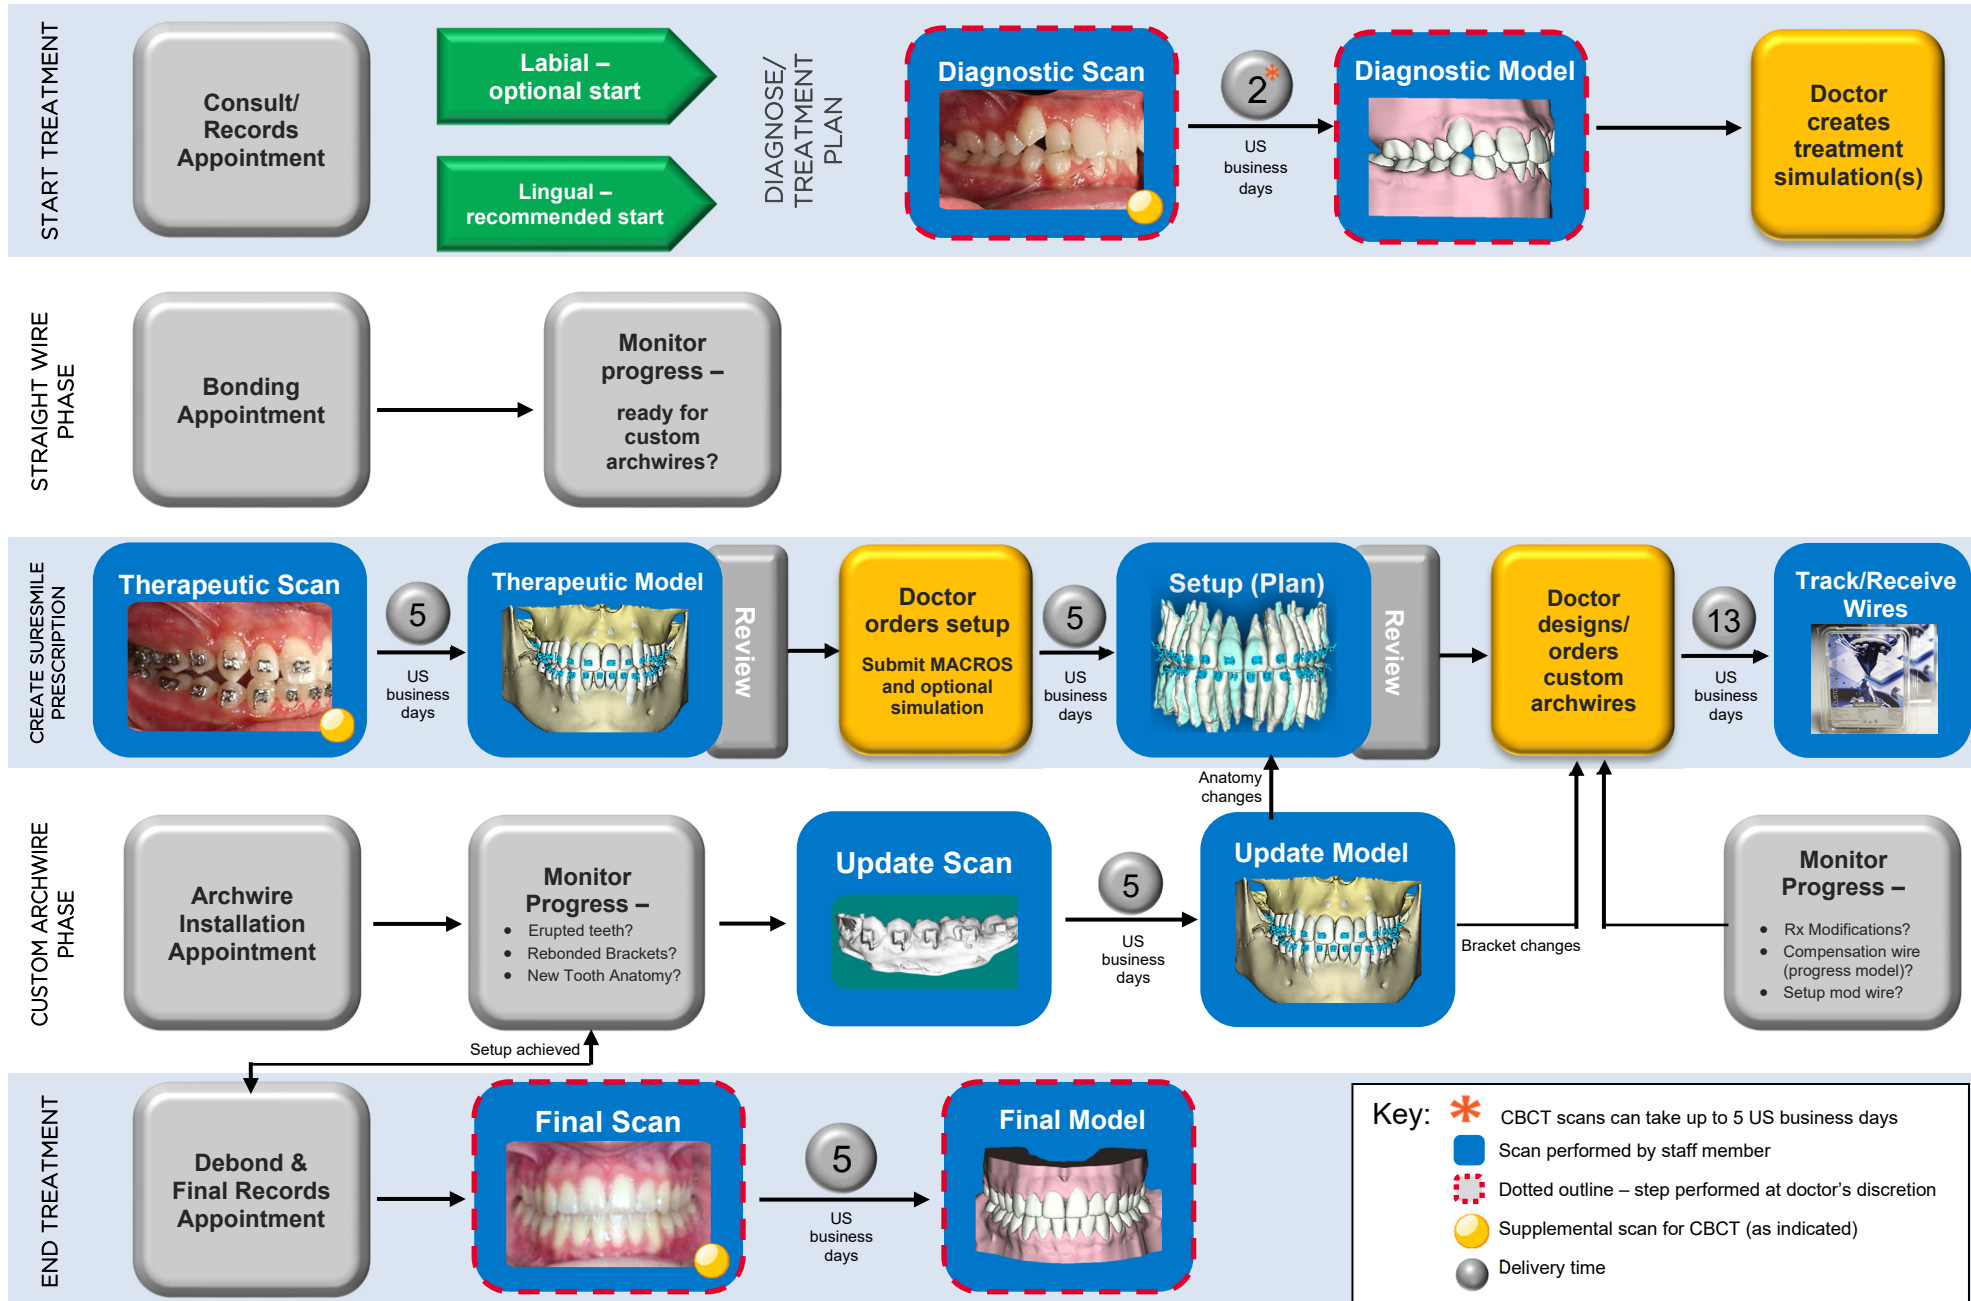 START TREATMENT
Consult/
Records
Appointment
Labial –
optional start
Lingual –
recommended start
DIAGNOSE/
TREATMENT
PLAN
Diagnostic Scan
2*
US
business
days
Diagnostic Model
Doctor
creates
treatment
simulation(s)
STRAIGHT WIRE
PHASE
Bonding
Appointment
Monitor
progress –
ready for
custom
archwires?
CREATE SURESMILE
PRESCRIPTION
Therapeutic Scan
5
US
business
days
Therapeutic Model
Review
Doctor
orders setup
Submit MACROS
and optional
simulation
5
US
business
days
Setup (Plan)
Review
Doctor
designs/
orders
custom
archwires
13
US
business
days
Track/Receive
Wires
CUSTOM ARCHWIRE
PHASE
Archwire
Installation
Appointment
Monitor
Progress –
• Erupted teeth?
• Rebonded Brackets?
• New Tooth Anatomy?
Update Scan
5
US
business
days
Anatomy
changes
Update Model
Bracket changes
Monitor
Progress –
• Rx Modifications?
• Compensation wire
(progress model)?
• Setup mod wire?
Setup achieved
END TREATMENT
Debond &
Final Records
Appointment
Final Scan
5
US
business
days
Final Model
Key:
* CBCT scans can take up to 5 US business days
Scan performed by staff member
Dotted outline – step performed at doctor's discretion
Supplemental scan for CBCT (as indicated)
Delivery time